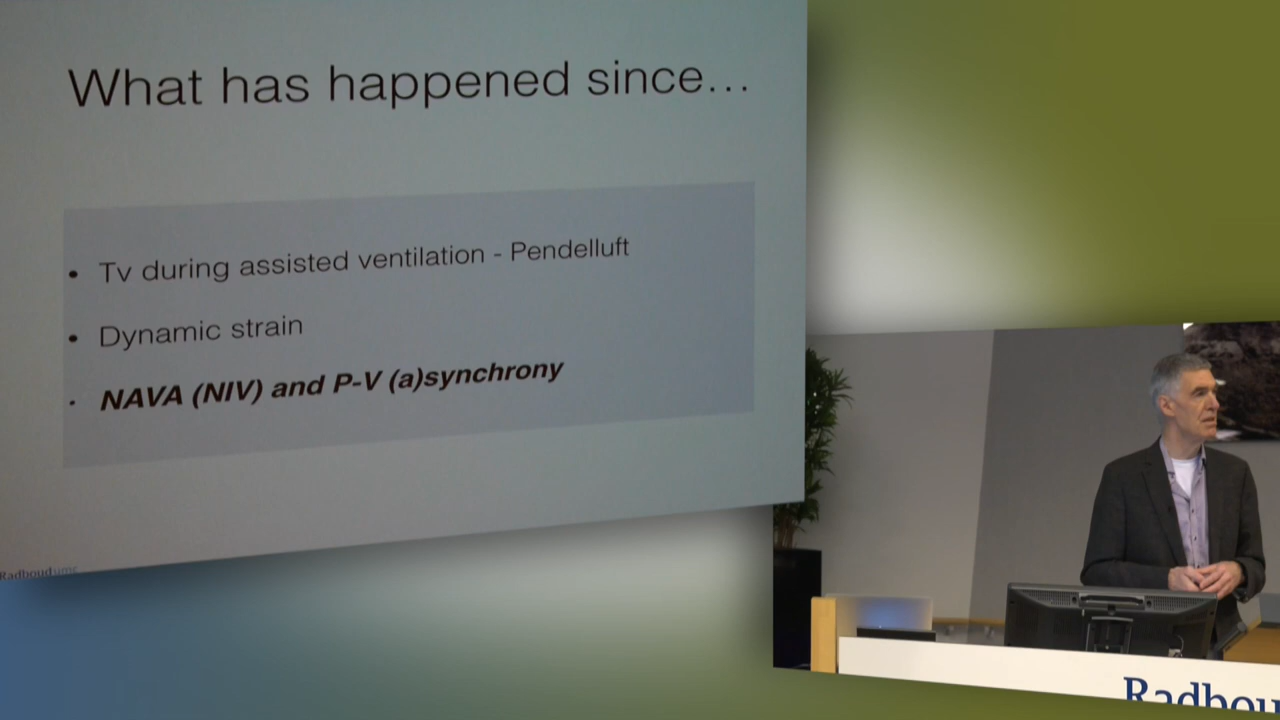 What has happened since...
• Tv during assisted ventilation - Pendelluft
• Dynamic strain
• NAVA (NIV) and P-V (a)synchrony
Radboudumc
Radbou